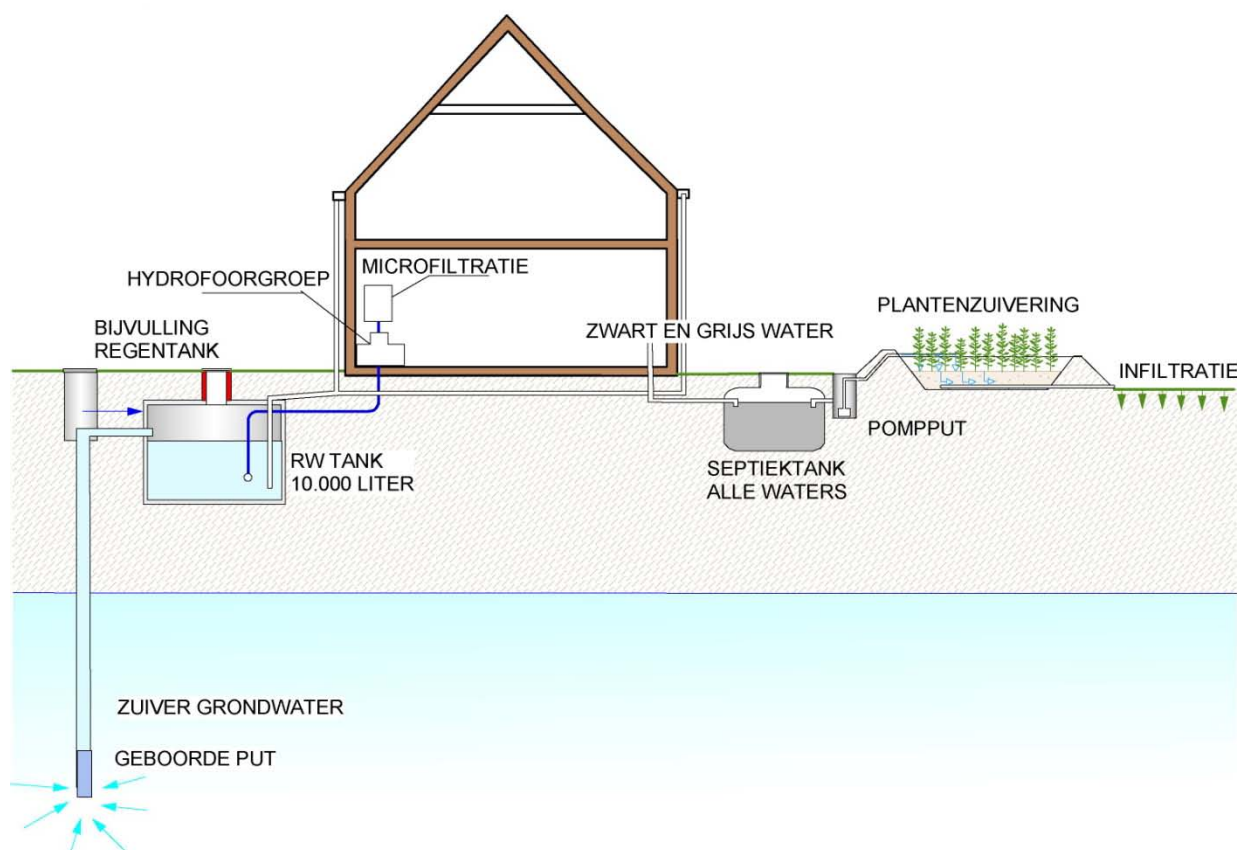 MICROFILTRATIE
HYDROFOORGROEP
PLANTENZUIVERING
BIJVULLING
REGENTANK
ZWART EN GRIJS WATER
INFILTRATIE
POMPPUT
RW TANK
10.000 LITER
SEPTIEKTANK
ALLE WATERS
ZUIVER GRONDWATER
GEBOORDE PUT